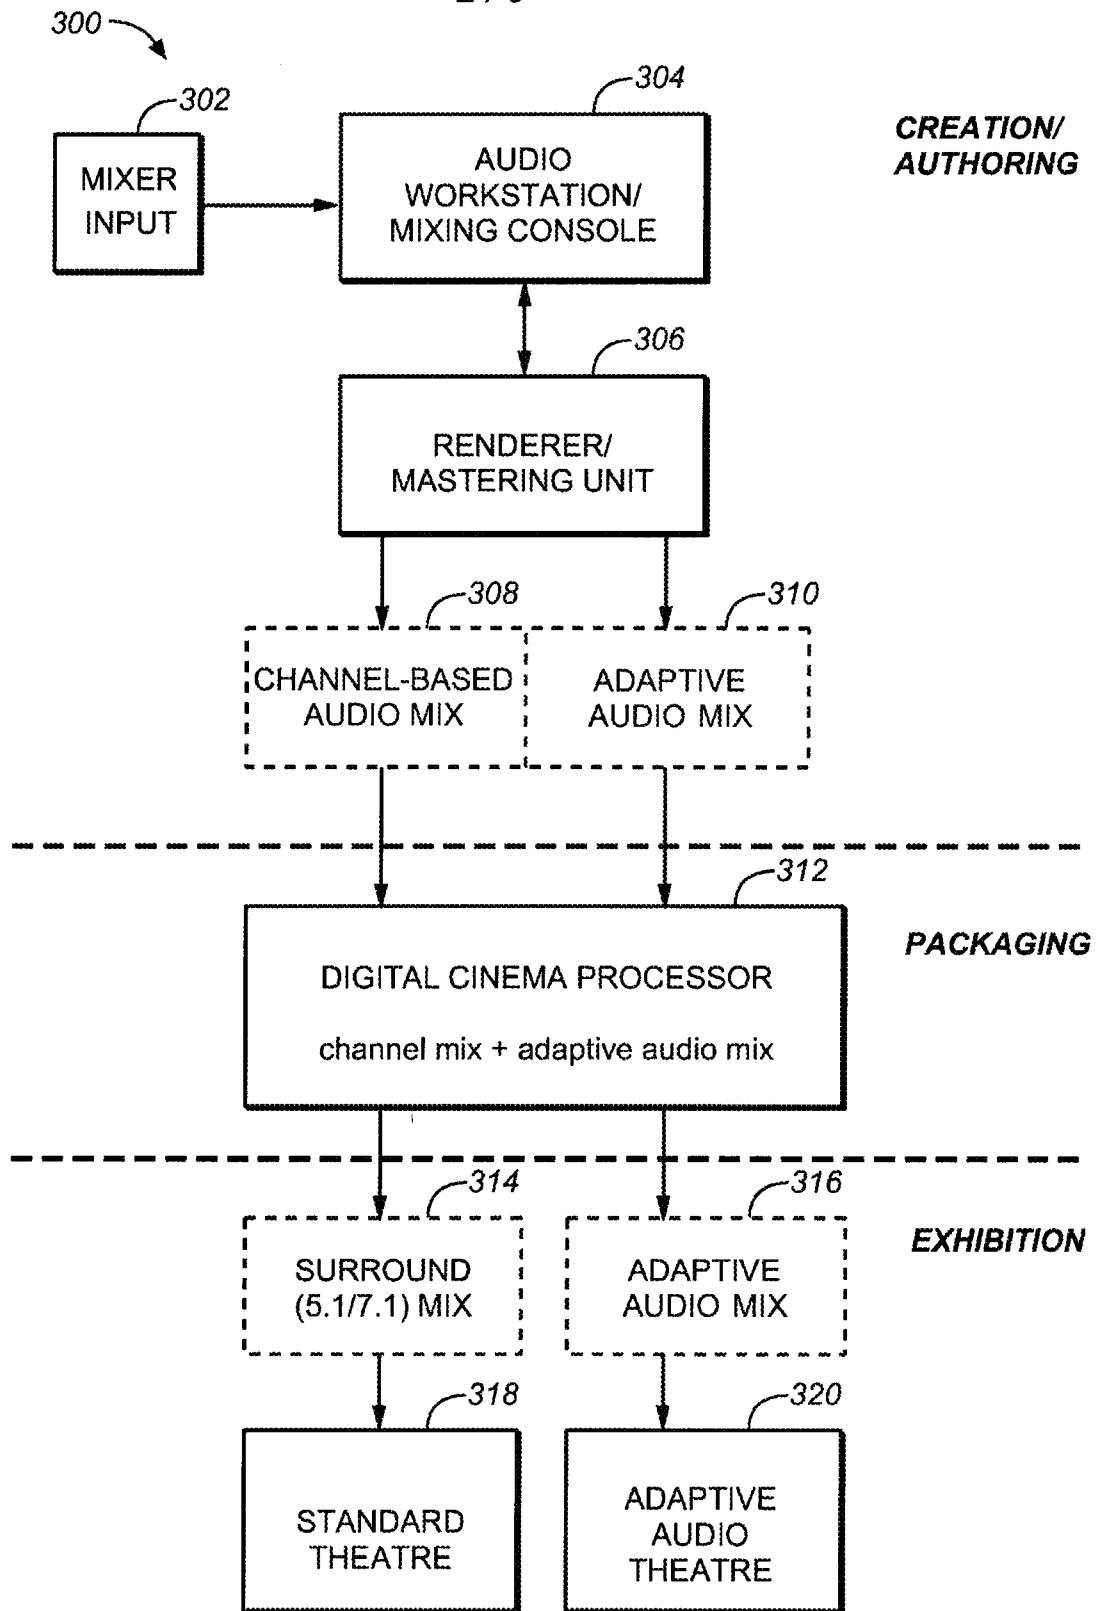 300
302
304
MIXER
INPUT
AUDIO
WORKSTATION/
MIXING CONSOLE
CREATION/
AUTHORING
306
RENDERER/
MASTERING UNIT
308
310
CHANNEL-BASED
AUDIO MIX
ADAPTIVE
AUDIO MIX
312
DIGITAL CINEMA PROCESSOR
channel mix + adaptive audio mix
PACKAGING
314
316
SURROUND
(5.1/7.1) MIX
ADAPTIVE
AUDIO MIX
EXHIBITION
318
320
STANDARD
THEATRE
ADAPTIVE
AUDIO
THEATRE